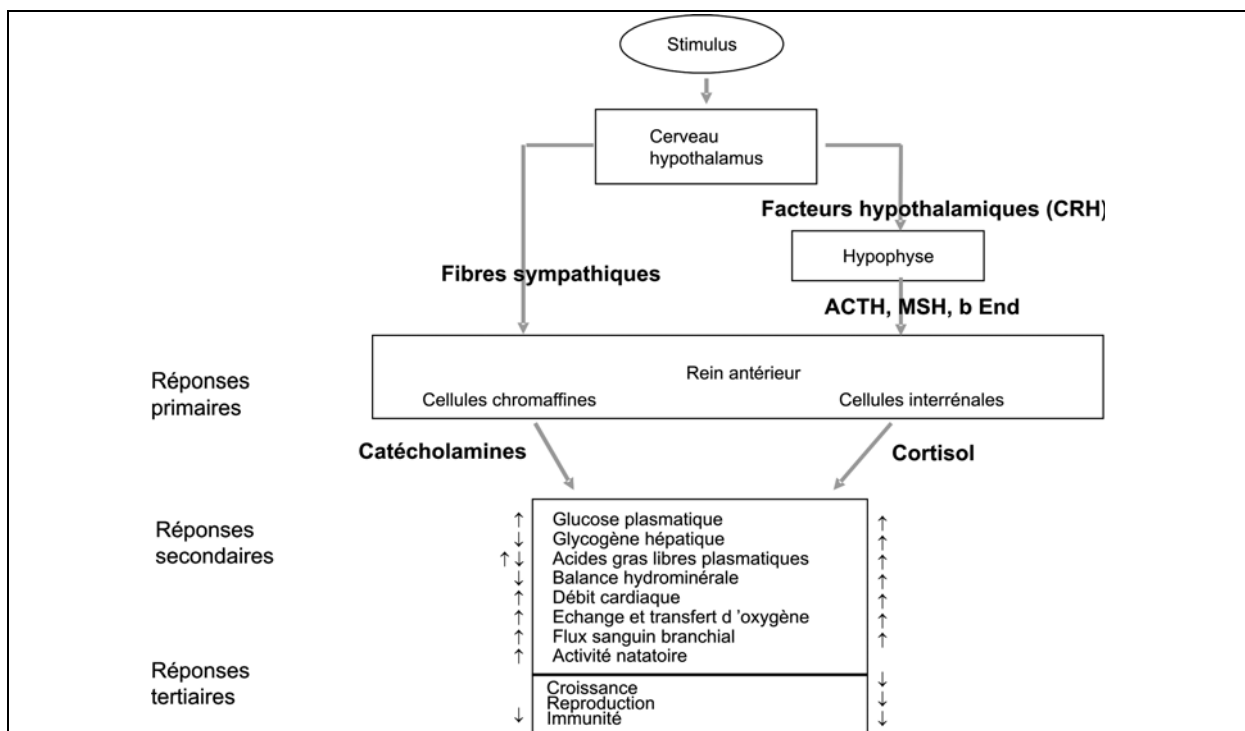 Stimulus
Cerveau
hypothalamus
Facteurs hypothalamiques (CRH)
Hypophyse
Fibres sympathiques
ACTH, MSH, b End
Réponses
primaires
Rein antérieur
Cellules chromaffines Cellules interrénales
Catécholamines
Cortisol
Réponses
secondaires
↑ Glucose plasmatique ↑
↓ Glycogène hépatique ↑
↑ ↓ Acides gras libres plasmatiques ↑
↓ Balance hydrominérale ↑
↑ Débit cardiaque ↑
↑ Echange et transfert d ’oxygène ↑
↑ Flux sanguin branchial ↑
↑ Activité natatoire
Réponses
tertiaires
Croissance ↓
Reproduction ↓
↓ Immunité ↓